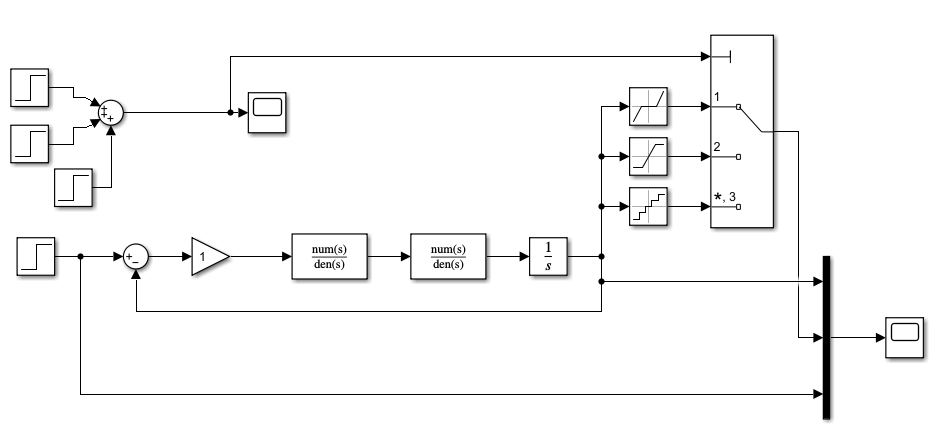 +
+
+
1
2
*, 3
+
−
1
num(s)
den(s)
num(s)
den(s)
1
s